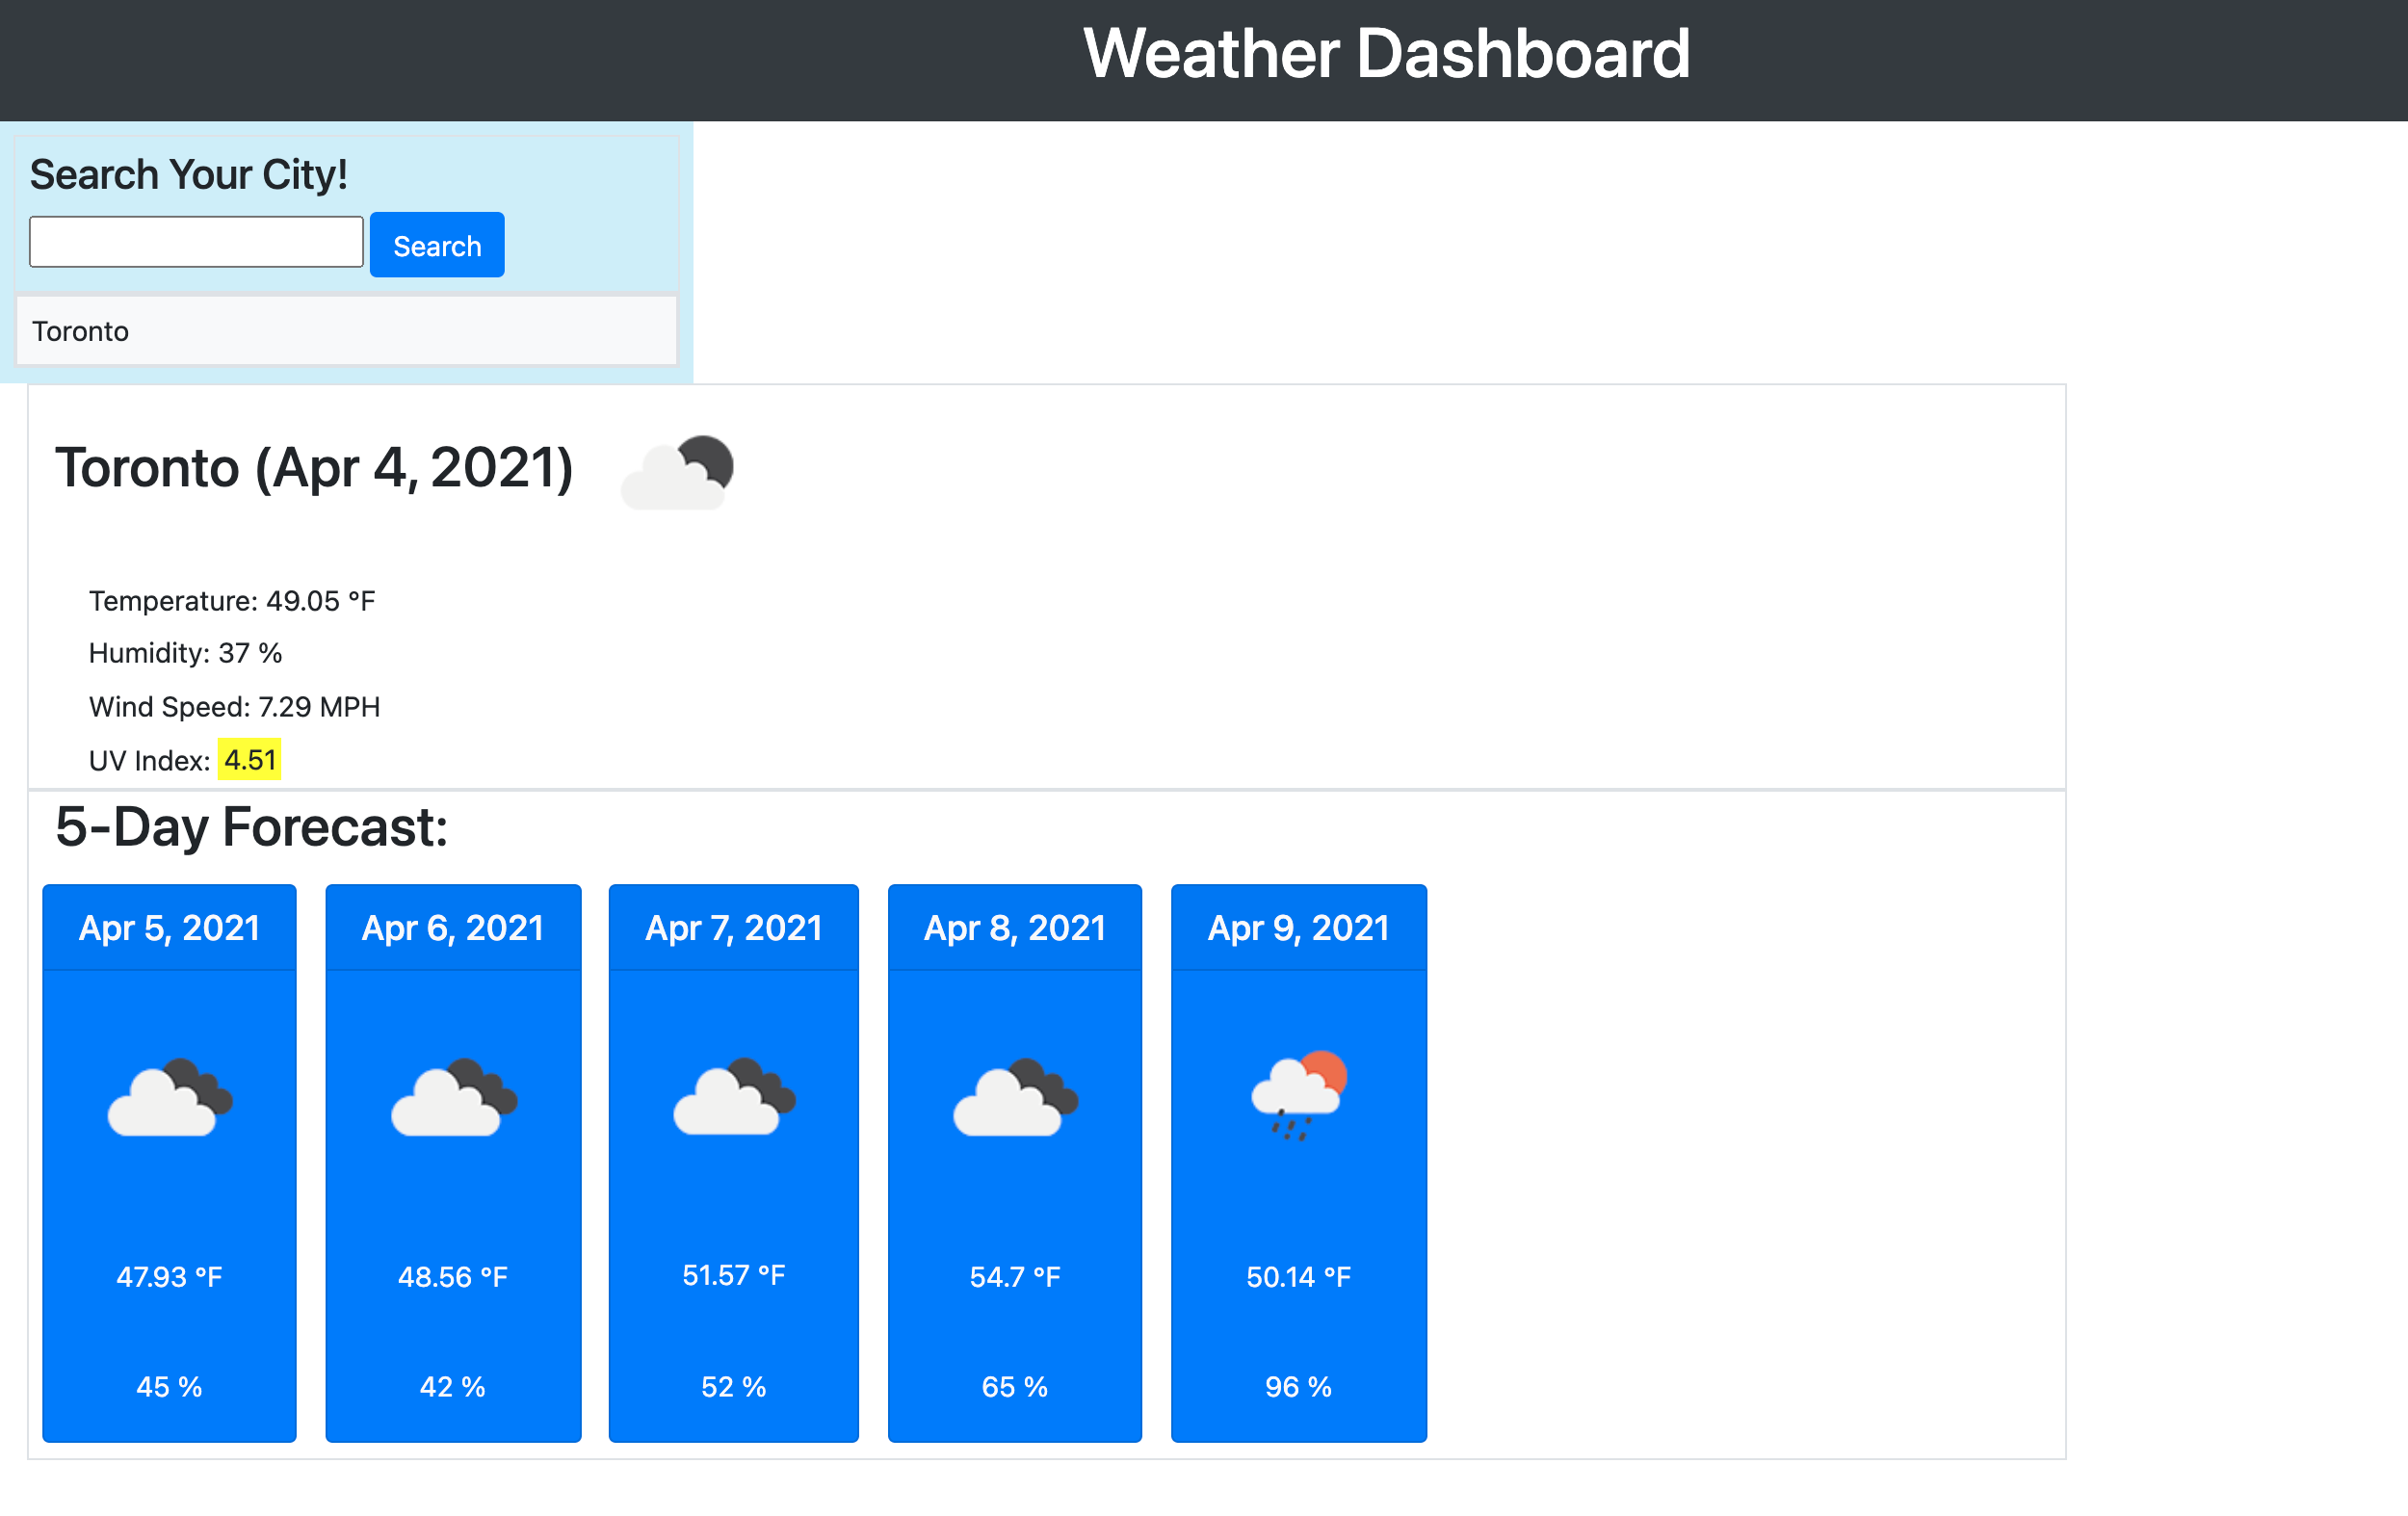 Weather Dashboard
Search Your City!
Search
Toronto
Toronto (Apr 4, 2021)
Temperature: 49.05 °F
Humidity: 37 %
Wind Speed: 7.29 MPH
UV Index: 4.51
5-Day Forecast:
Apr 5, 2021
47.93 °F
45 %
Apr 6, 2021
48.56 °F
42 %
Apr 7, 2021
51.57 °F
52 %
Apr 8, 2021
54.7 °F
65 %
Apr 9, 2021
50.14 °F
96 %